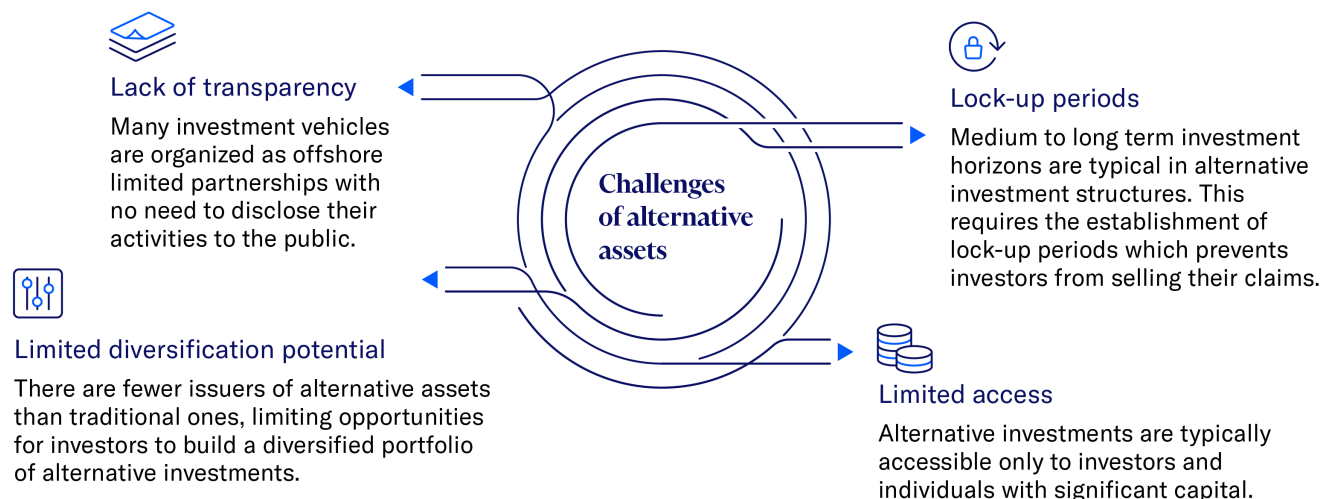 Lack of transparency
Many investment vehicles
are organized as offshore
limited partnerships with
no need to disclose their
activities to the public.
Lock-up periods
Medium to long term investment
horizons are typical in alternative
investment structures. This
requires the establishment of
lock-up periods which prevents
investors from selling their claims.
Challenges
of alternative
assets
Limited diversification potential
There are fewer issuers of alternative assets
than traditional ones, limiting opportunities
for investors to build a diversified portfolio
of alternative investments.
Limited access
Alternative investments are typically
accessible only to investors and
individuals with significant capital.